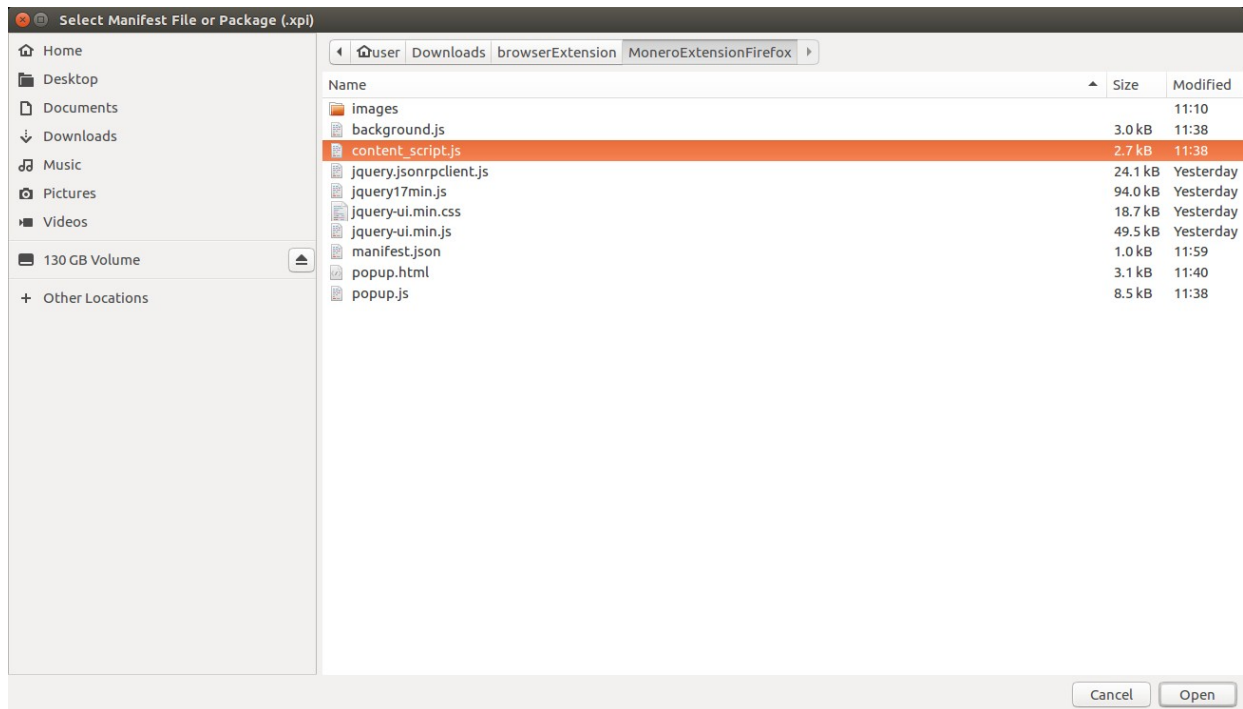 Select Manifest File or Package (.xpi)
Home
Desktop
Documents
Downloads
Music
Pictures
Videos
130 GB Volume
+ Other Locations
user Downloads browserExtension MoneroExtensionFirefox
Name Size Modified
images 11:10
background.js 3.0 kB 11:38
content_script.js 2.7 kB 11:38
jquery.jsonrpclient.js 24.1 kB Yesterday
jquery17min.js 94.0 kB Yesterday
jquery-ui.min.css 18.7 kB Yesterday
jquery-ui.min.js 49.5 kB Yesterday
manifest.json 1.0 kB 11:59
popup.html 3.1 kB 11:40
popup.js 8.5 kB 11:38
Cancel Open